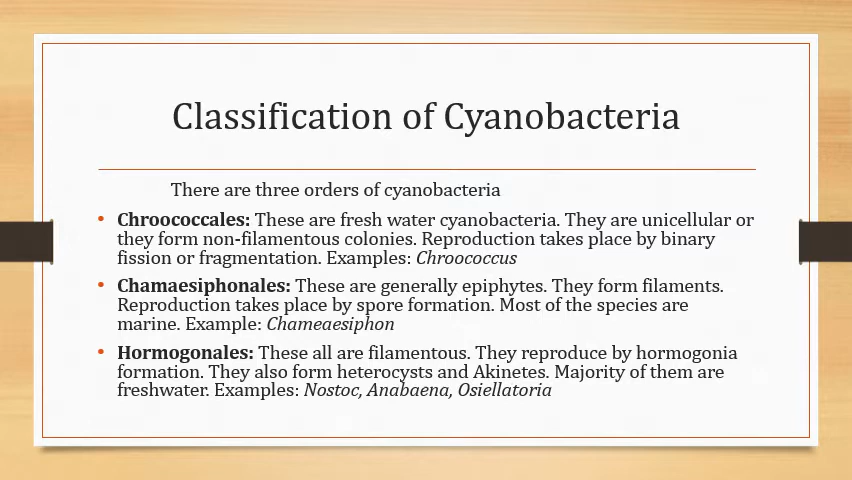 Classification of Cyanobacteria
There are three orders of cyanobacteria
• Chroococcales: These are fresh water cyanobacteria. They are unicellular or
they form non-filamentous colonies. Reproduction takes place by binary
fission or fragmentation. Examples: Chroococcus
• Chamaesiphonales: These are generally epiphytes. They form filaments.
Reproduction takes place by spore formation. Most of the species are
marine. Example: Chameaesiphon
• Hormogonales: These all are filamentous. They reproduce by hormogonia
formation. They also form heterocysts and Akinetes. Majority of them are
freshwater. Examples: Nostoc, Anabaena, Osiellatoria